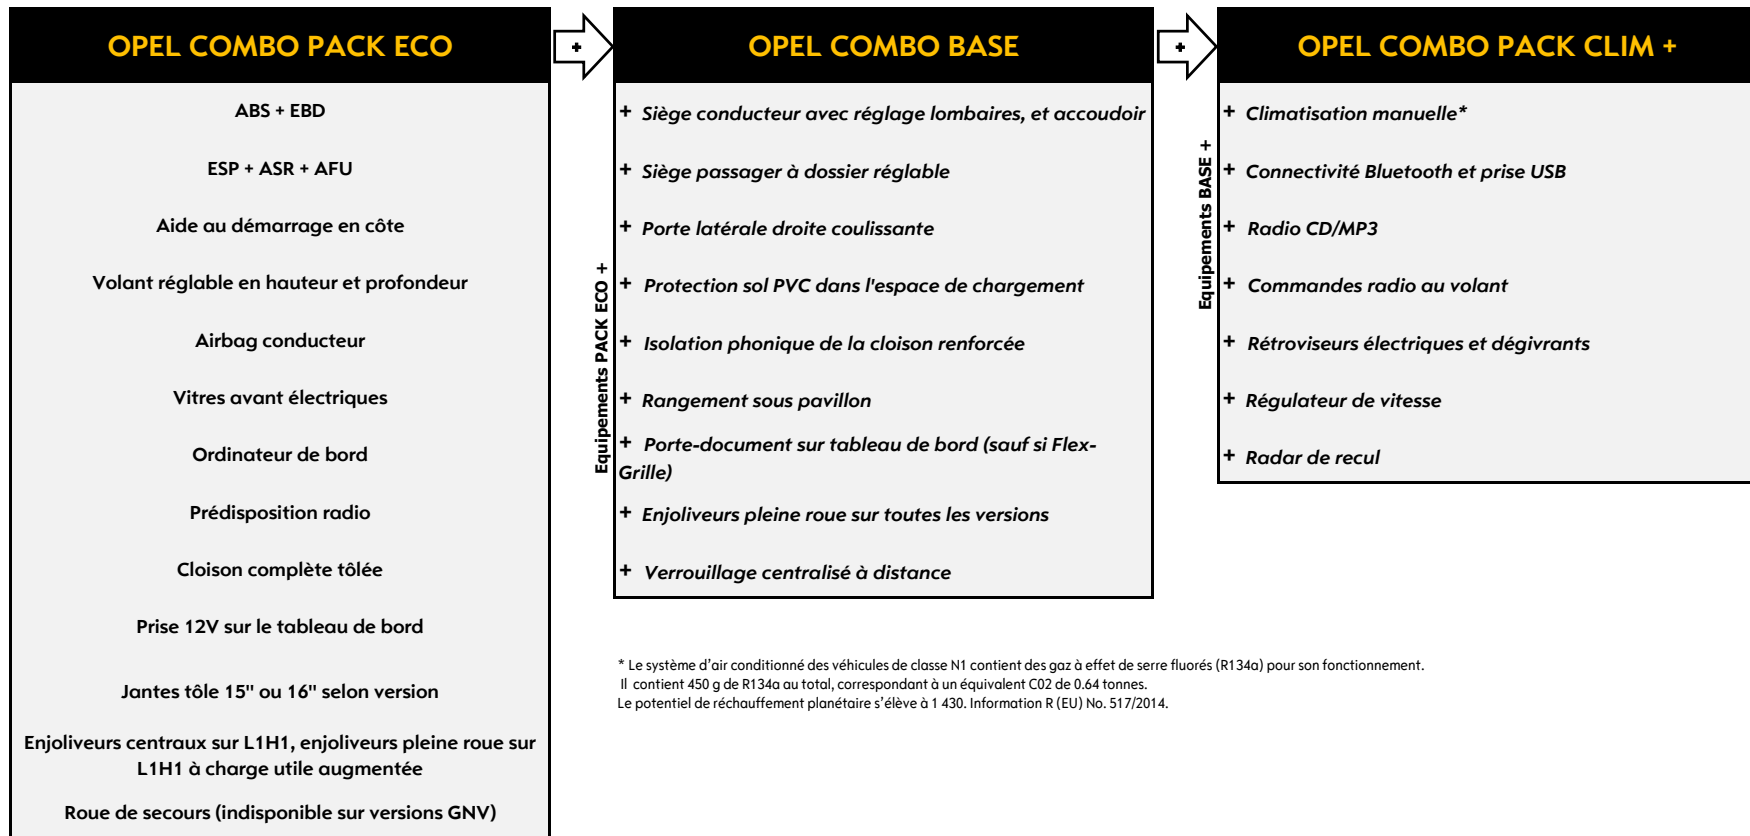 OPEL COMBO PACK ECO
ABS + EBD
ESP + ASR + AFU
Aide au démarrage en côte
Volant réglable en hauteur et profondeur
Airbag conducteur
Vitres avant électriques
Ordinateur de bord
Prédisposition radio
Cloison complète tôlée
Prise 12V sur le tableau de bord
Jantes tôle 15" ou 16" selon version
Enjoliveurs centraux sur L1H1, enjoliveurs pleine roue sur
L1H1 à charge utile augmentée
Roue de secours (indisponible sur versions GNV)
+
Equipements PACK ECO +
OPEL COMBO BASE
+ Siège conducteur avec réglage lombaires, et accoudoir
+ Siège passager à dossier réglable
+ Porte latérale droite coulissante
+ Protection sol PVC dans l'espace de chargement
+ Isolation phonique de la cloison renforcée
+ Rangement sous pavillon
+ Porte-document sur tableau de bord (sauf si Flex-
Grille)
+ Enjoliveurs pleine roue sur toutes les versions
+ Verrouillage centralisé à distance
+
Equipements BASE +
OPEL COMBO PACK CLIM +
+ Climatisation manuelle*
+ Connectivité Bluetooth et prise USB
+ Radio CD/MP3
+ Commandes radio au volant
+ Rétroviseurs électriques et dégivrants
+ Régulateur de vitesse
+ Radar de recul
* Le système d'air conditionné des véhicules de classe N1 contient des gaz à effet de serre fluorés (R134a) pour son fonctionnement.
Il contient 450 g de R134a au total, correspondant à un équivalent C02 de 0.64 tonnes.
Le potentiel de réchauffement planétaire s'élève à 1 430. Information R (EU) No. 517/2014.